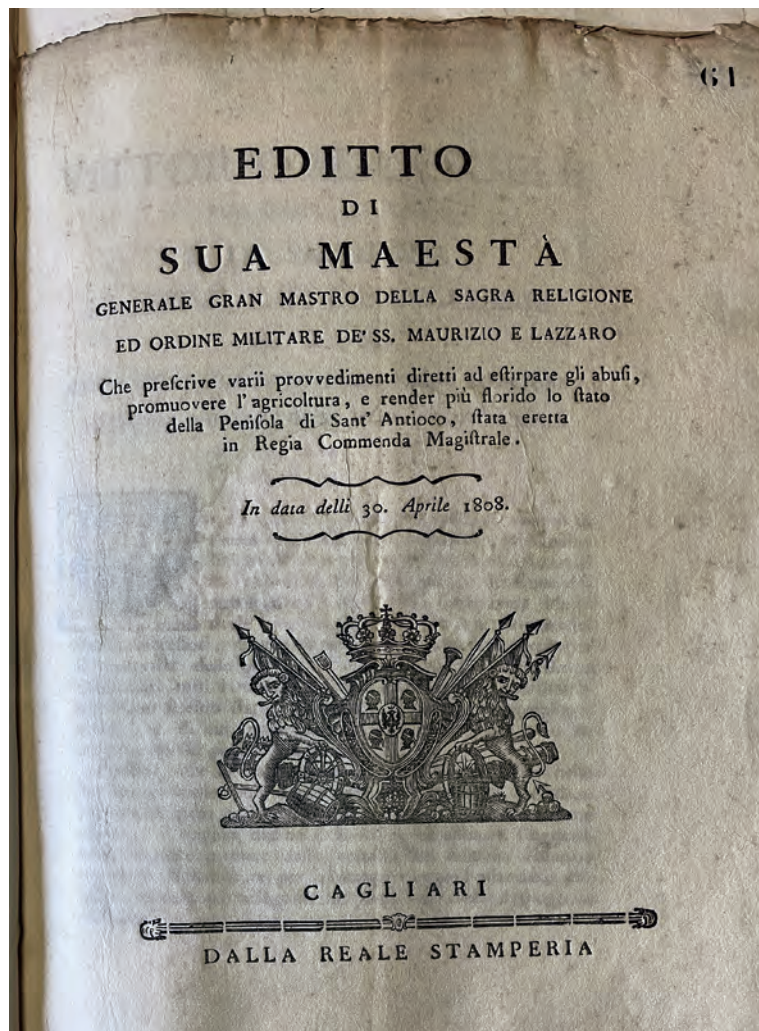 61
EDITTO
DI
SUA MAESTÀ
GENERALE GRAN MASTRO DELLA SAGRA RELIGIONE
ED ORDINE MILITARE DE' SS. MAURIZIO E LAZZARO
Che preſcrive varii provvedimenti diretti ad eſtirpare gli abuſi,
promuovere l'agricoltura, e render più florido lo ſtato
della Peniſola di Sant' Antioco, ſtata eretta
in Regia Commenda Magiſtrale.
In data delli 30. Aprile 1808.
CAGLIARI
DALLA REALE STAMPERIA